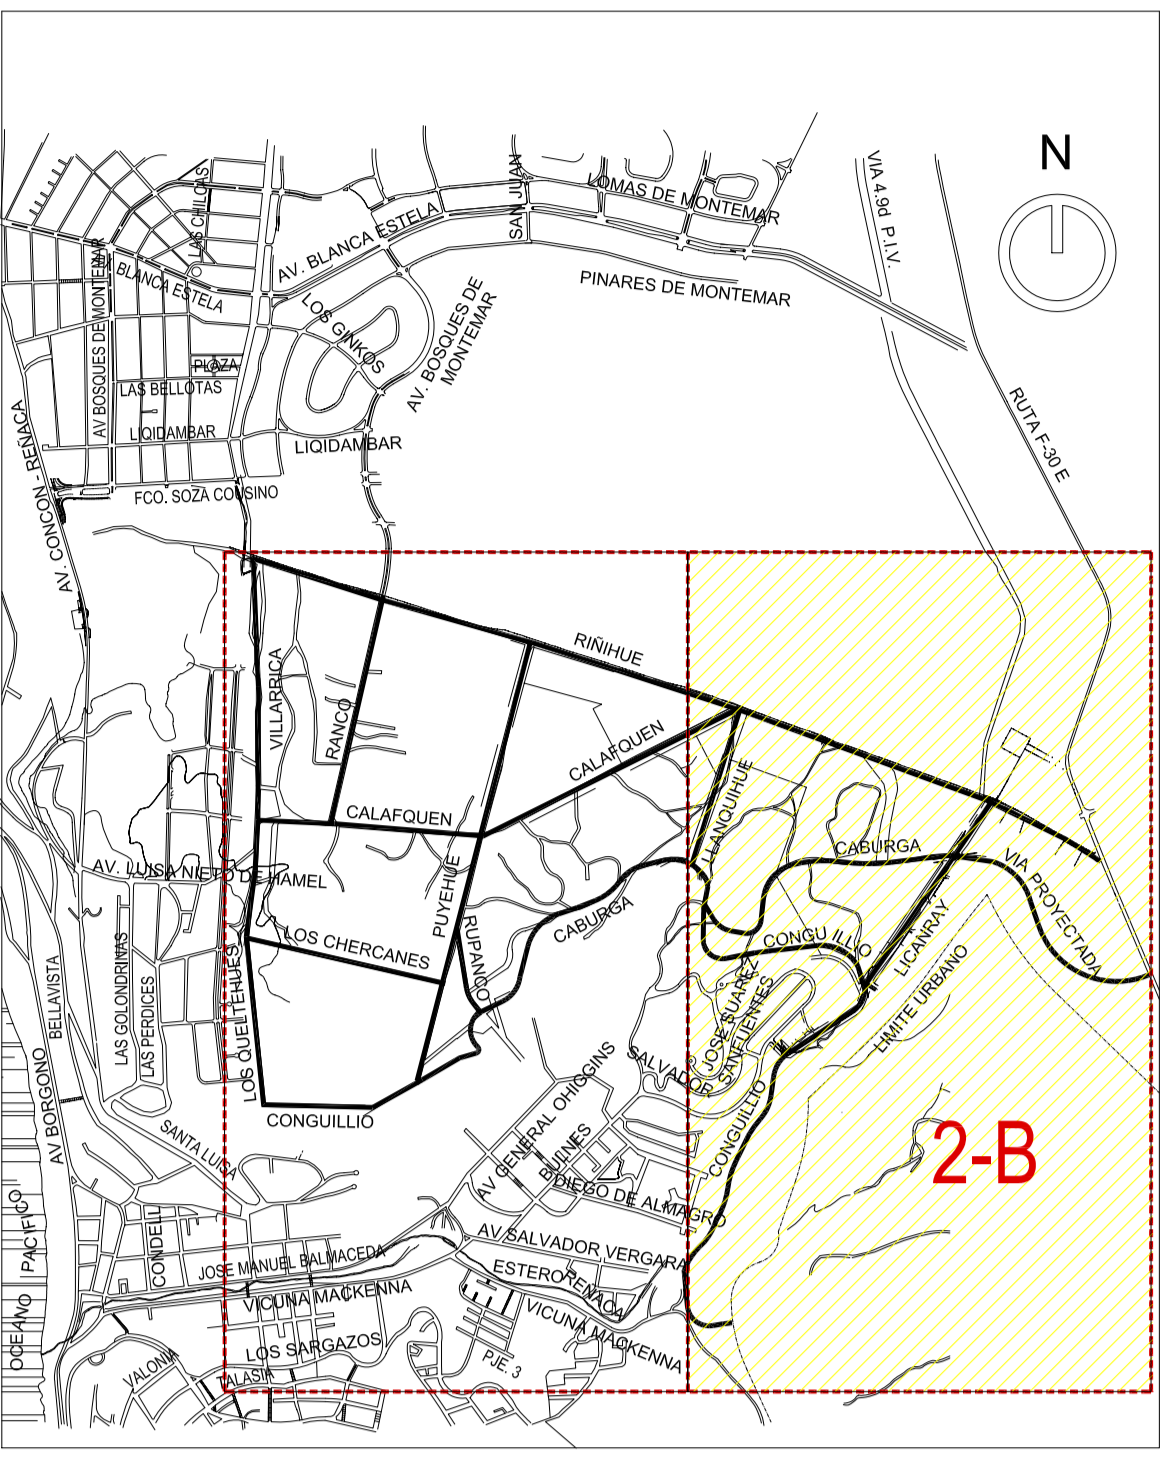 N
LAS CHILCAS
SAN JUAN
LOMAS DE MONTEMAR
VIA 4.9d P.I.V.
AV. BLANCA ESTELA
BLANCA ESTELA
PINARES DE MONTEMAR
AV BOSQUES DE MONTEMAR
LOS GINKOS
AV. BOSQUES DE
MONTEMAR
PLAZA
LAS BELLOTAS
RUTA F-30 E
LIQIDAMBAR
LIQIDAMBAR
FCO. SOZA COUSINO
AV. CONCON - REÑACA
RIÑIHUE
VILLARRICA
RANCO
CALAFQUEN
CALAFQUEN
LLANQUIHUE
CABURGA
VIA PROYECTADA
AV. LUISA NIETO DE HAMEL
PUYEHUE
RUPANCO
CABURGA
LOS CHERCANES
CONGU ILLIO
LICANRAY
LIMITE URBANO
LAS GOLONDRINAS
LAS PERDICES
LOS QUELTEHUES
BELLAVISTA
JOSE SUAREZ
SANFUENTES
SALVADOR
AV BORGONO
CONGUILLIO
CONGUILLIO
AV GENERAL OHIGGINS
BULNES
2-B
SANTA LUISA
DIEGO DE ALMAGRO
OCEANO PACIFICO
CONDELL
AV SALVADOR VERGARA
JOSE MANUEL BALMACEDA
ESTERO REÑACA
VICUNA MACKENNA
VICUNA MACKENNA
LOS SARGAZOS
PJE. 3
VALONIA
TALASIA